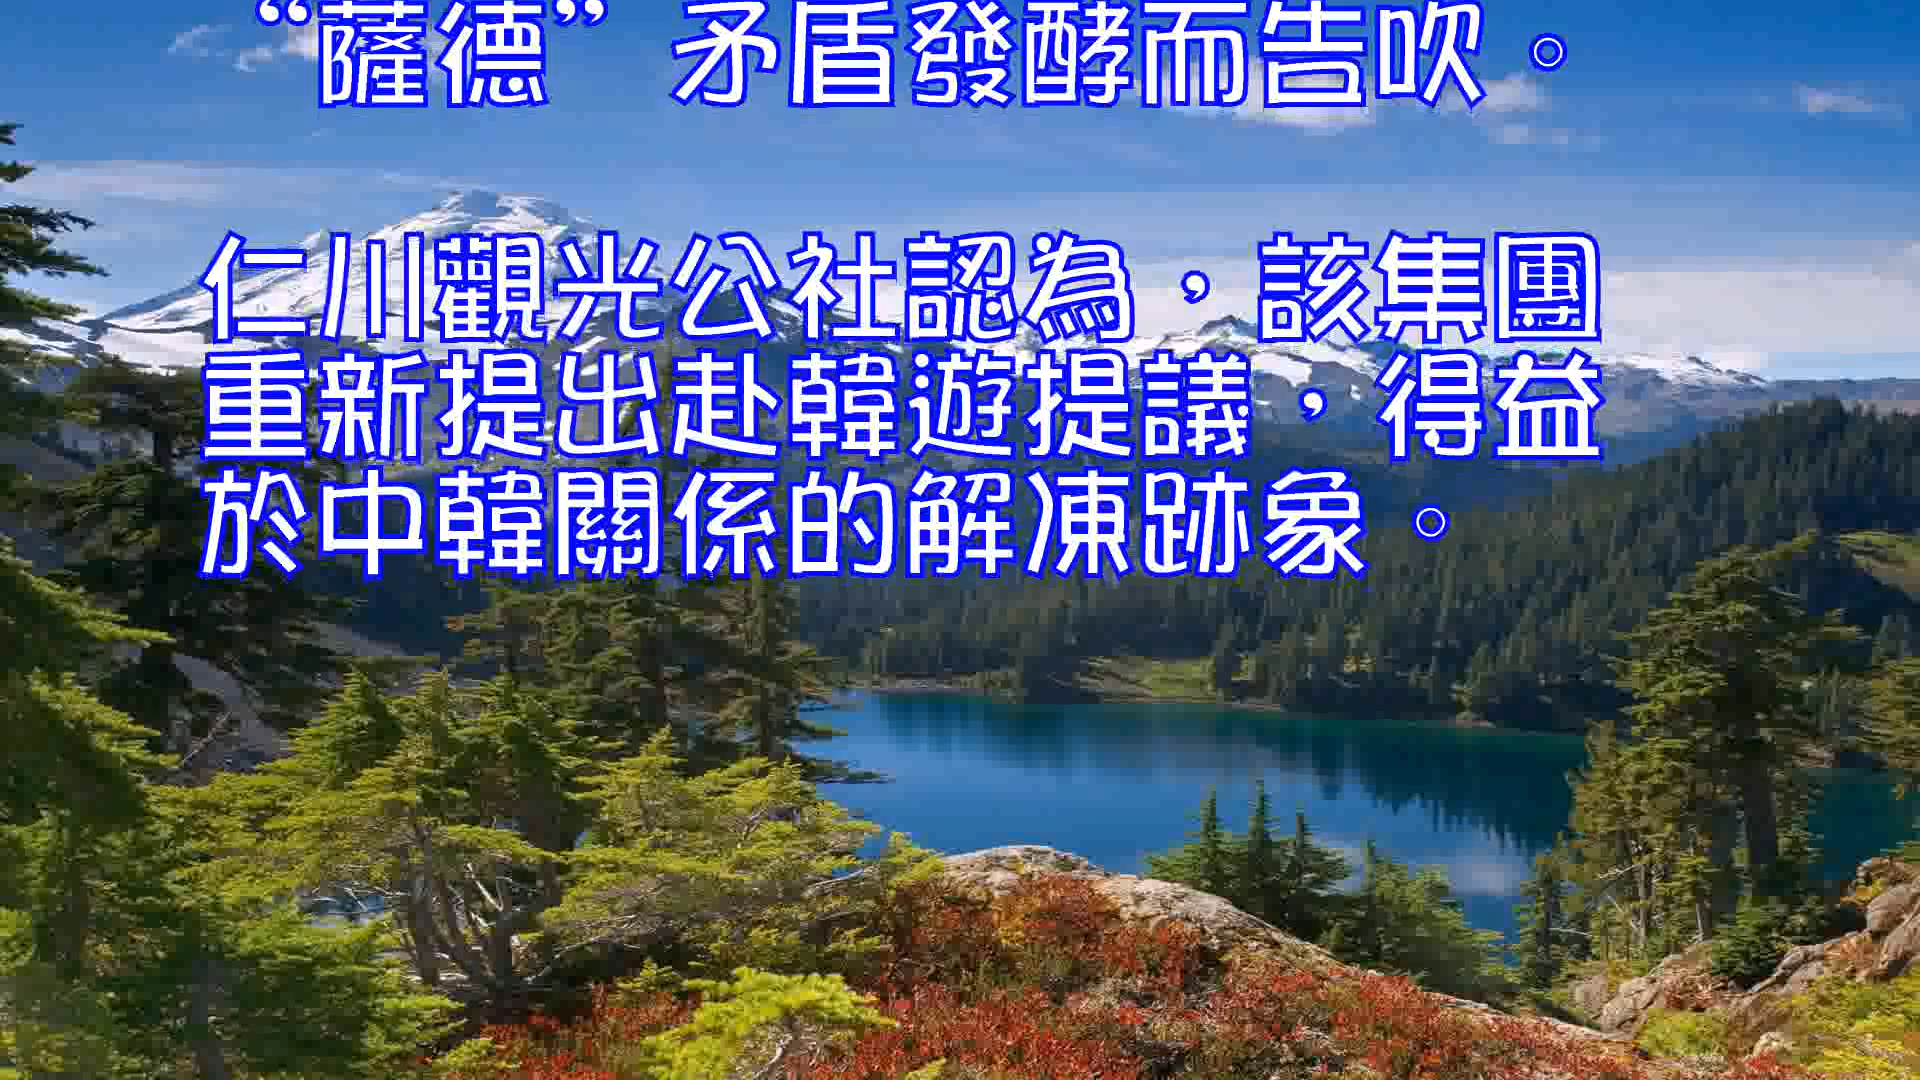 “薩德”矛盾發酵而告吹。
仁川觀光公社認為，該集團
重新提出赴韓遊提議，得益
於中韓關係的解凍跡象。